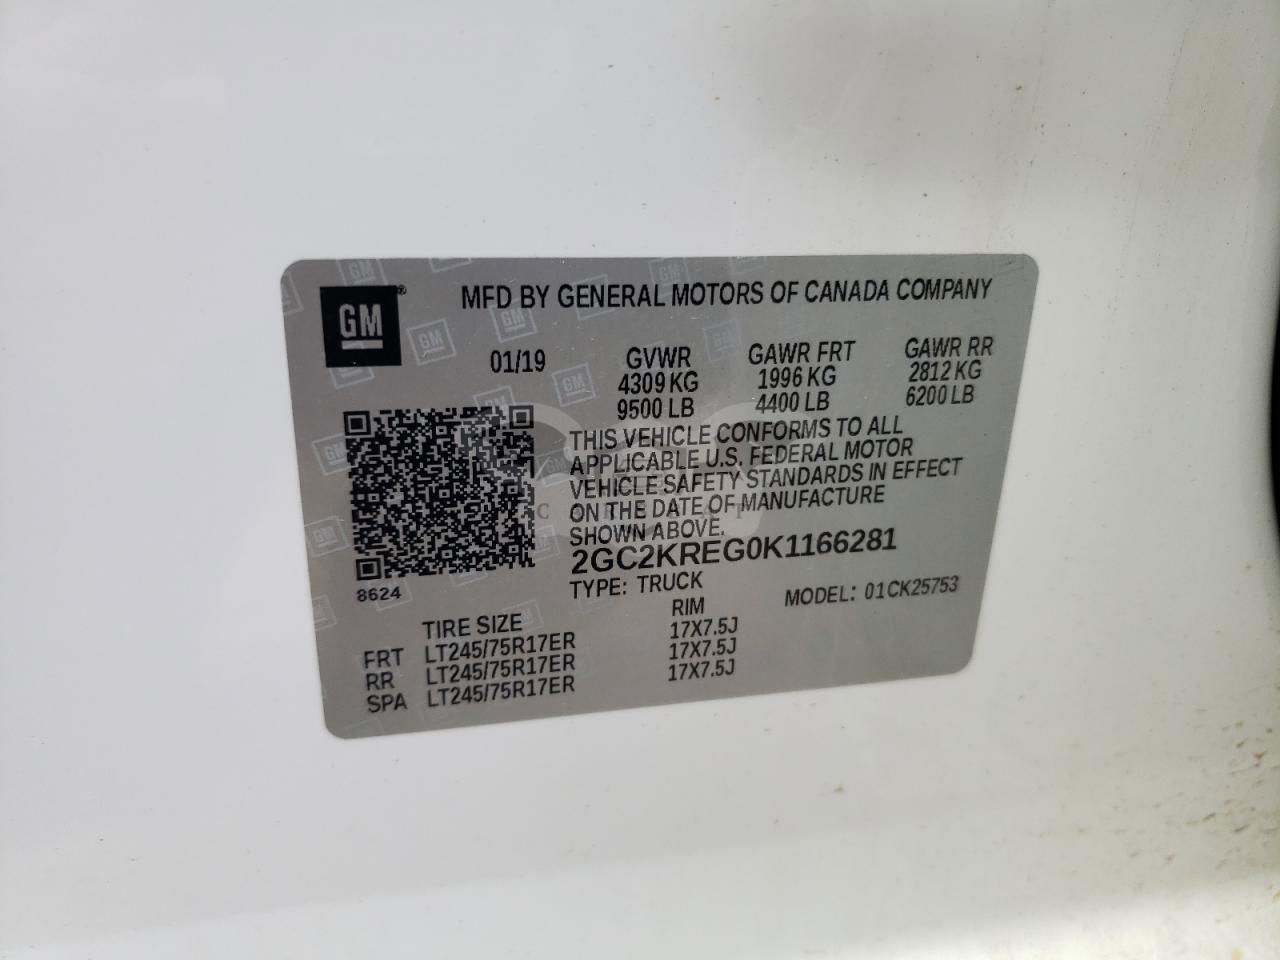 GM
MFD BY GENERAL MOTORS OF CANADA COMPANY
01/19 GVWR GAWR FRT GAWR RR
4309 KG 1996 KG 2812 KG
9500 LB 4400 LB 6200 LB
THIS VEHICLE CONFORMS TO ALL
APPLICABLE U.S. FEDERAL MOTOR
VEHICLE SAFETY STANDARDS IN EFFECT
ON THE DATE OF MANUFACTURE
SHOWN ABOVE.
2GC2KREG0K1166281
TYPE: TRUCK MODEL: 01CK25753
8624
TIRE SIZE RIM
FRT LT245/75R17ER 17X7.5J
RR LT245/75R17ER 17X7.5J
SPA LT245/75R17ER 17X7.5J